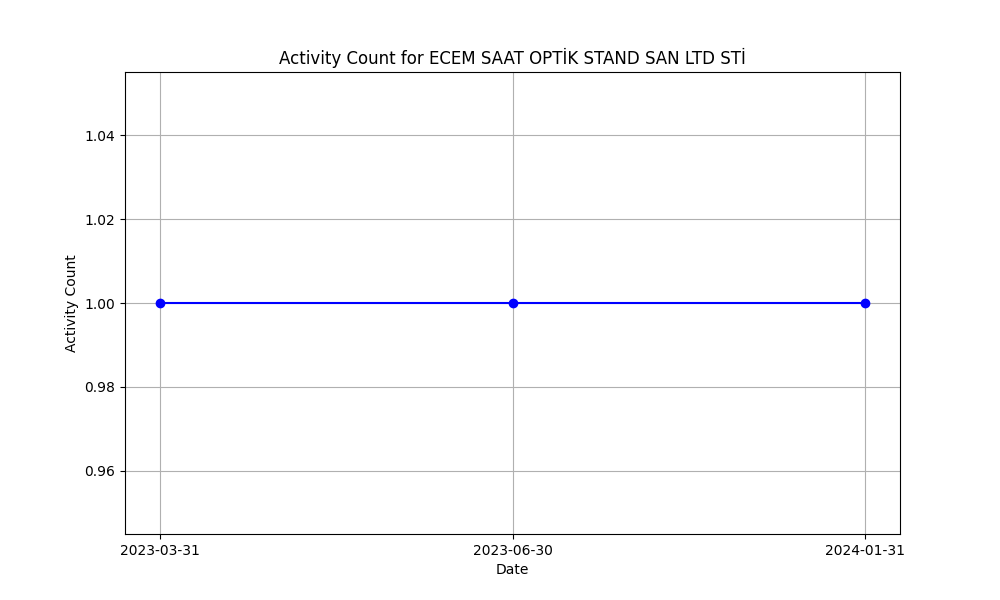 Activity Count for ECEM SAAT OPTİK STAND SAN LTD STİ
1.04
1.02
1.00
0.98
0.96
Activity Count
2023-03-31 2023-06-30 2024-01-31
Date